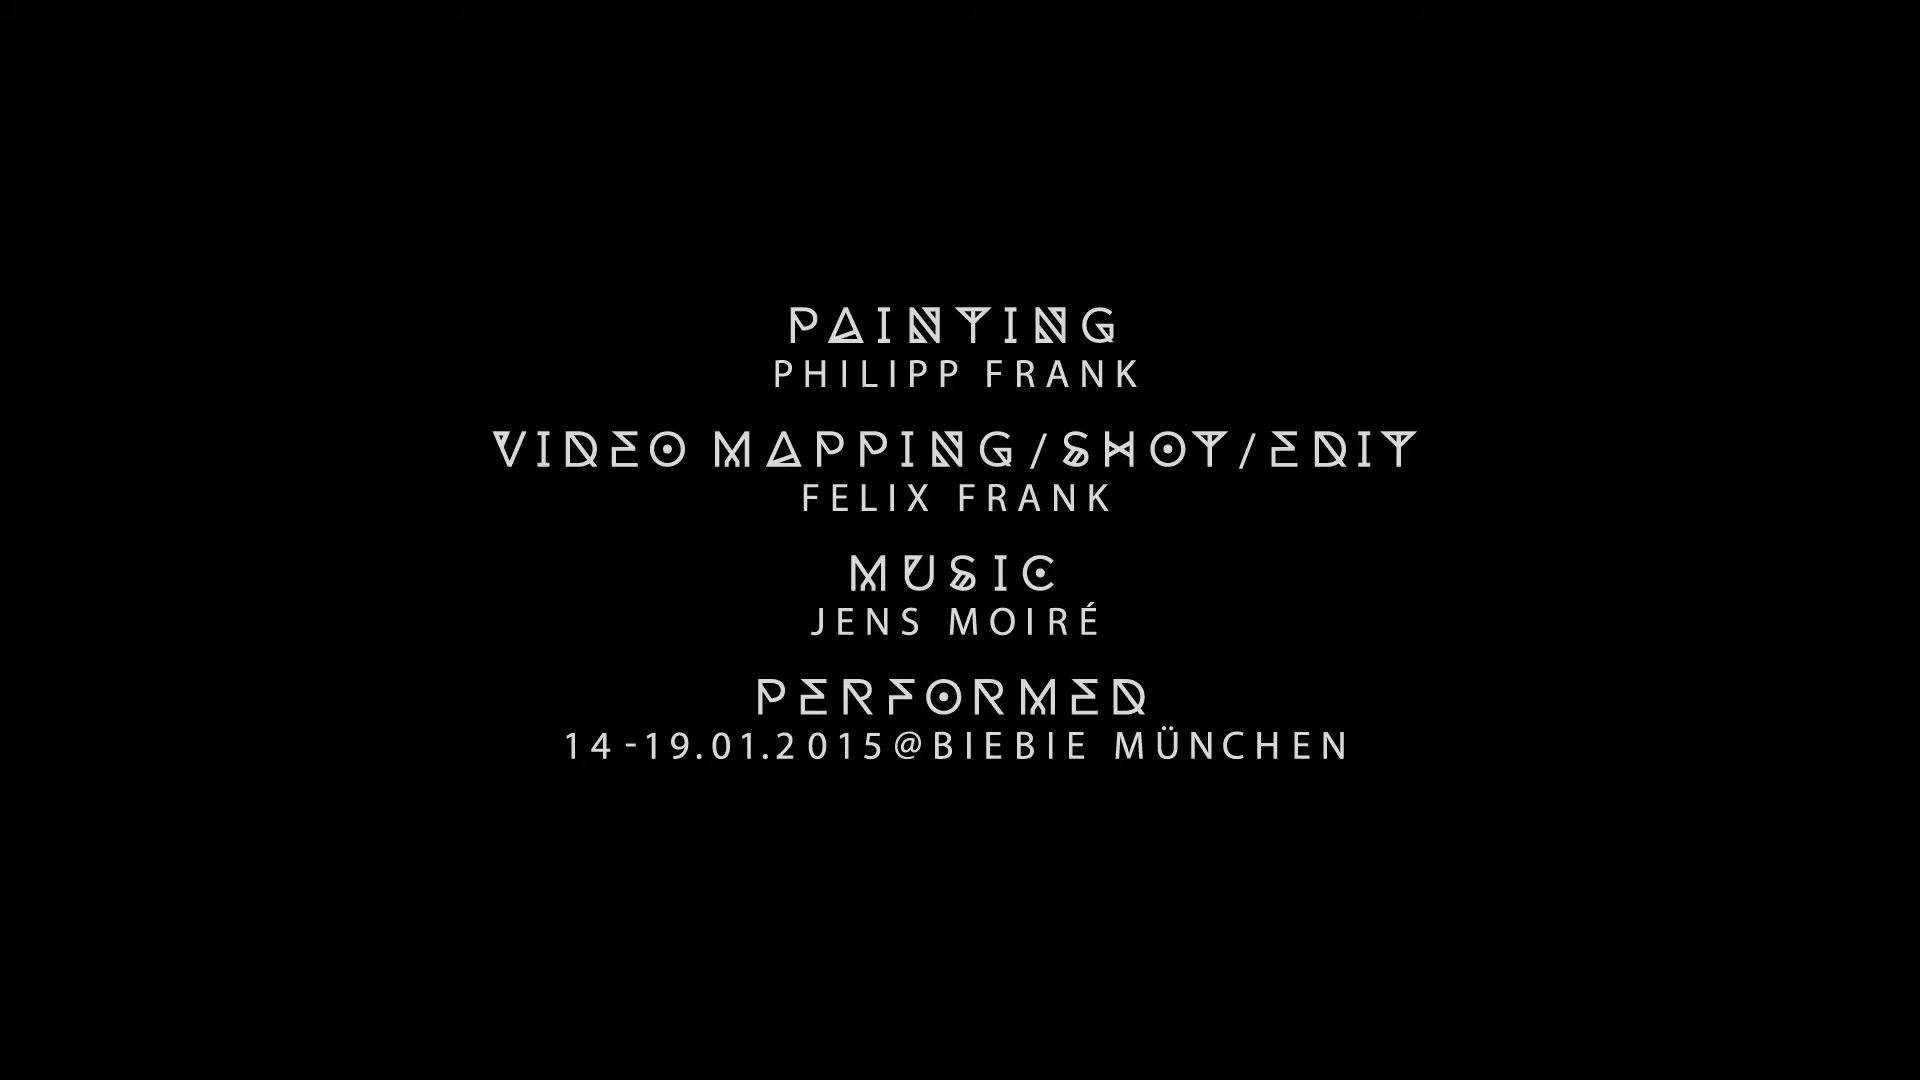 PAINTING
PHILIPP FRANK
VIDEO MAPPING/SHOT/EDIT
FELIX FRANK
MUSIC
JENS MOIRÉ
PERFORMED
14-19.01.2015@BIEBIE MÜNCHEN